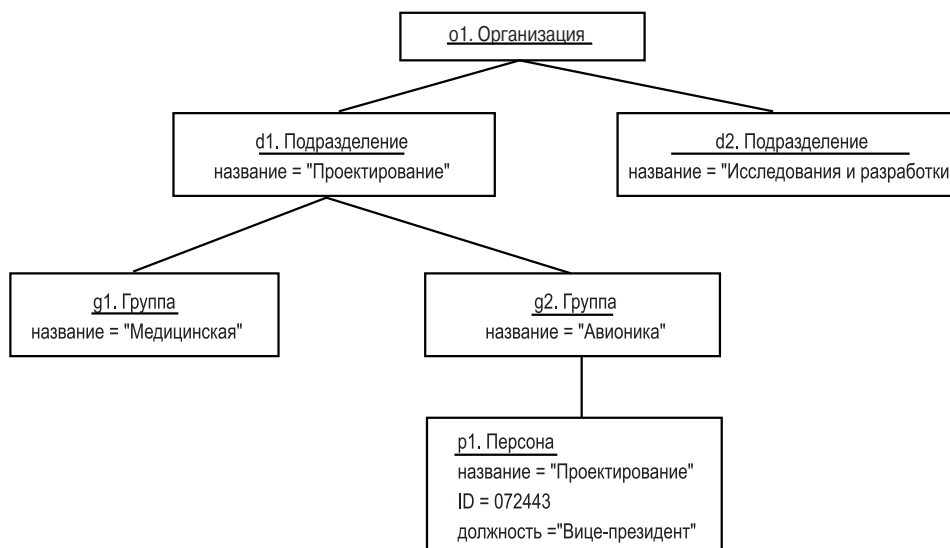 o1. Организация
d1. Подразделение
название = "Проектирование"
d2. Подразделение
название = "Исследования и разработки
g1. Группа
название = "Медицинская"
g2. Группа
название = "Авионика"
p1. Персона
название = "Проектирование"
ID = 072443
должность ="Вице-президент"